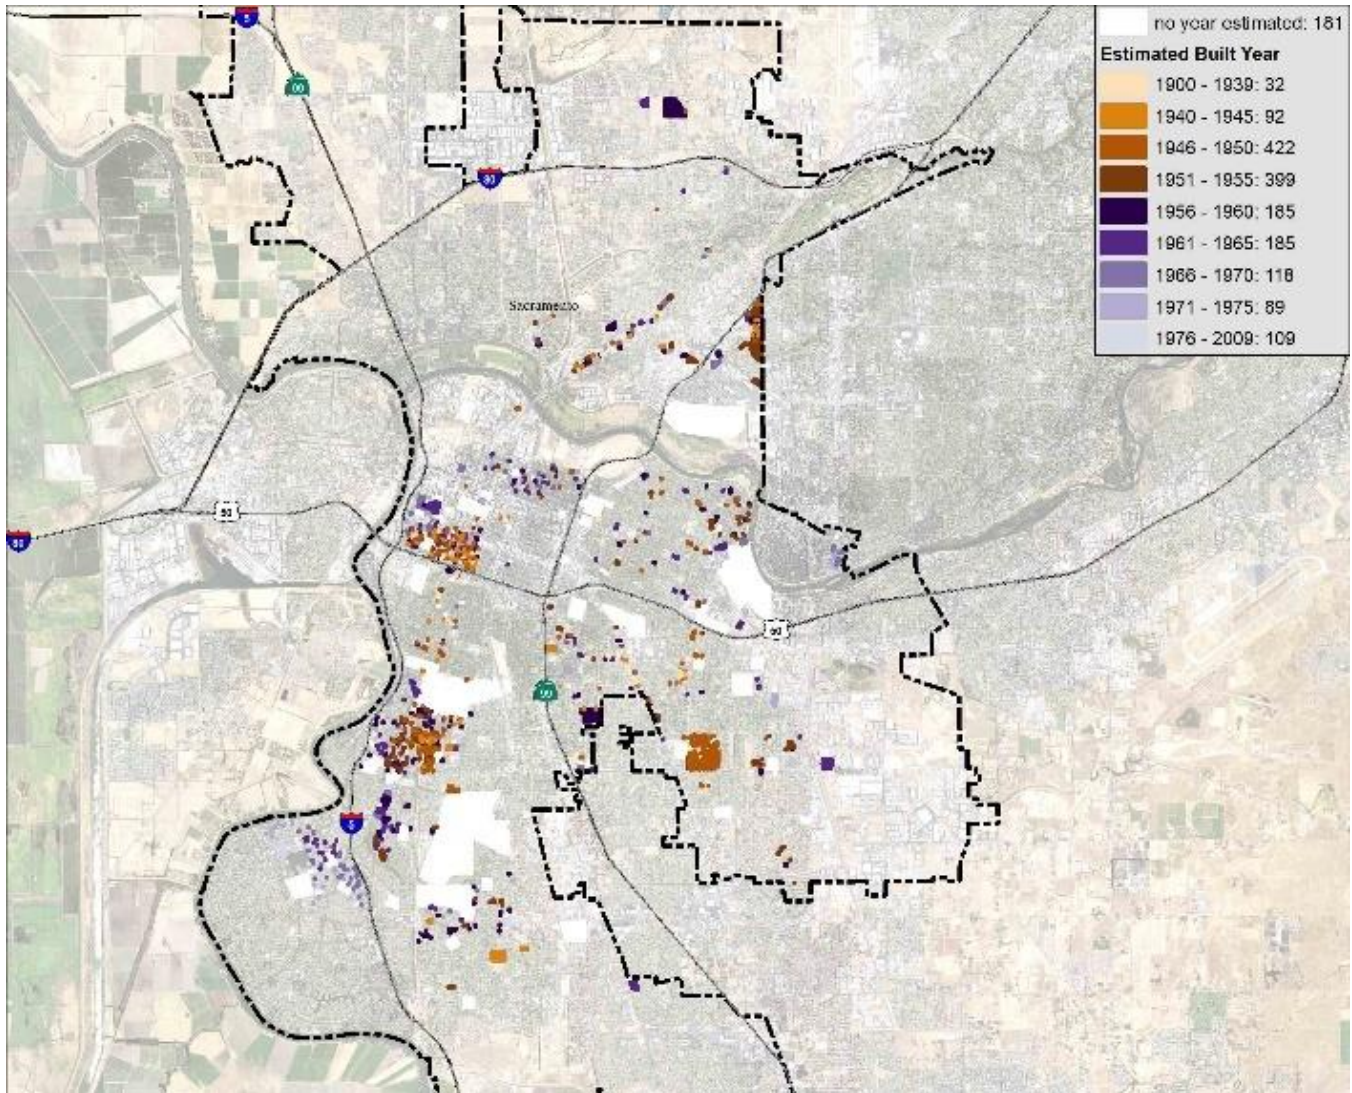 no year estimated: 181
Estimated Built Year
1900 - 1939: 32
1940 - 1945: 92
1946 - 1950: 422
1951 - 1955: 399
1956 - 1960: 185
1961 - 1965: 185
1966 - 1970: 118
1971 - 1975: 89
1976 - 2009: 109
5
99
80
Sacramento
50
80
50
99
5